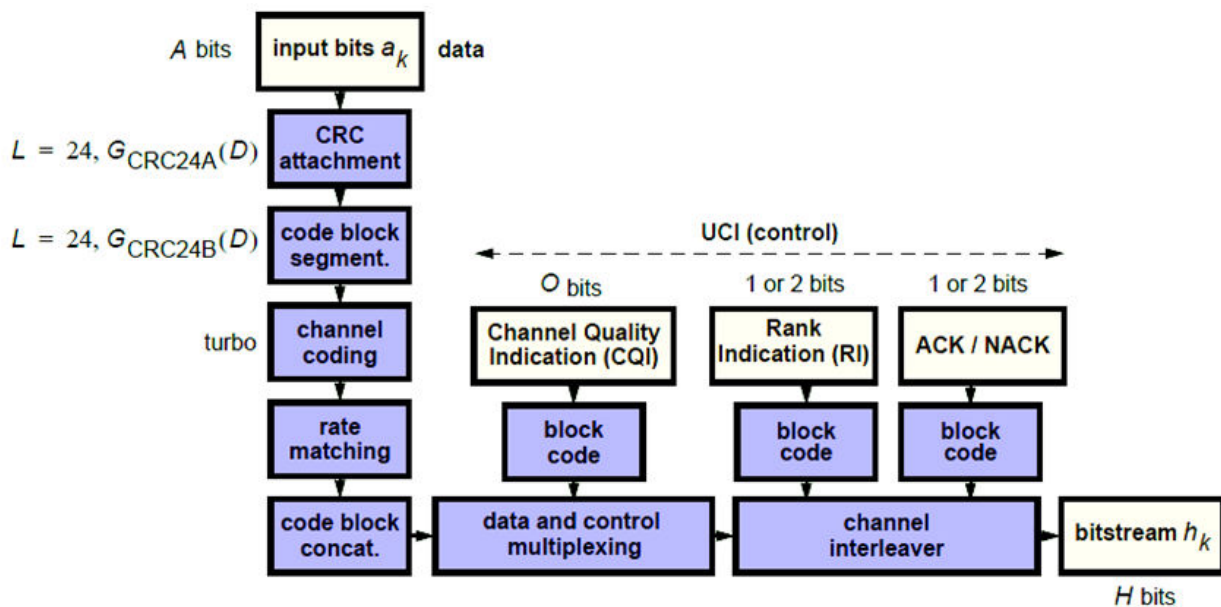 A bits
input bits a_k
data
L = 24, G_CRC24A(D)
CRC
attachment
L = 24, G_CRC24B(D)
code block
segment.
turbo
channel
coding
rate
matching
code block
concat.
UCI (control)
O bits
1 or 2 bits
1 or 2 bits
Channel Quality
Indication (CQI)
Rank
Indication (RI)
ACK / NACK
block
code
block
code
block
code
data and control
multiplexing
channel
interleaver
bitstream h_k
H bits